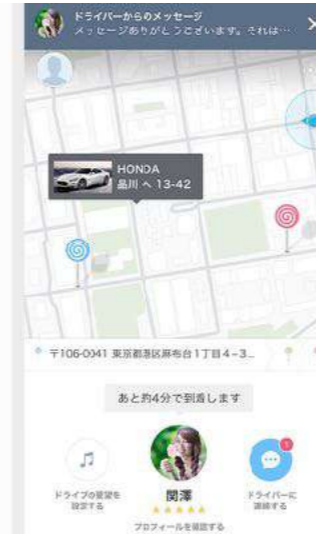 ドライバーからのメッセージ
メッセージありがとうございます。それは…
HONDA
品川 へ 13-42
〒106-0041 東京都港区麻布台1丁目4−3...
あと約4分で到着します
1
ドライブの要望を
設定する
関澤
ドライバーに
連絡する
プロフィールを確認する